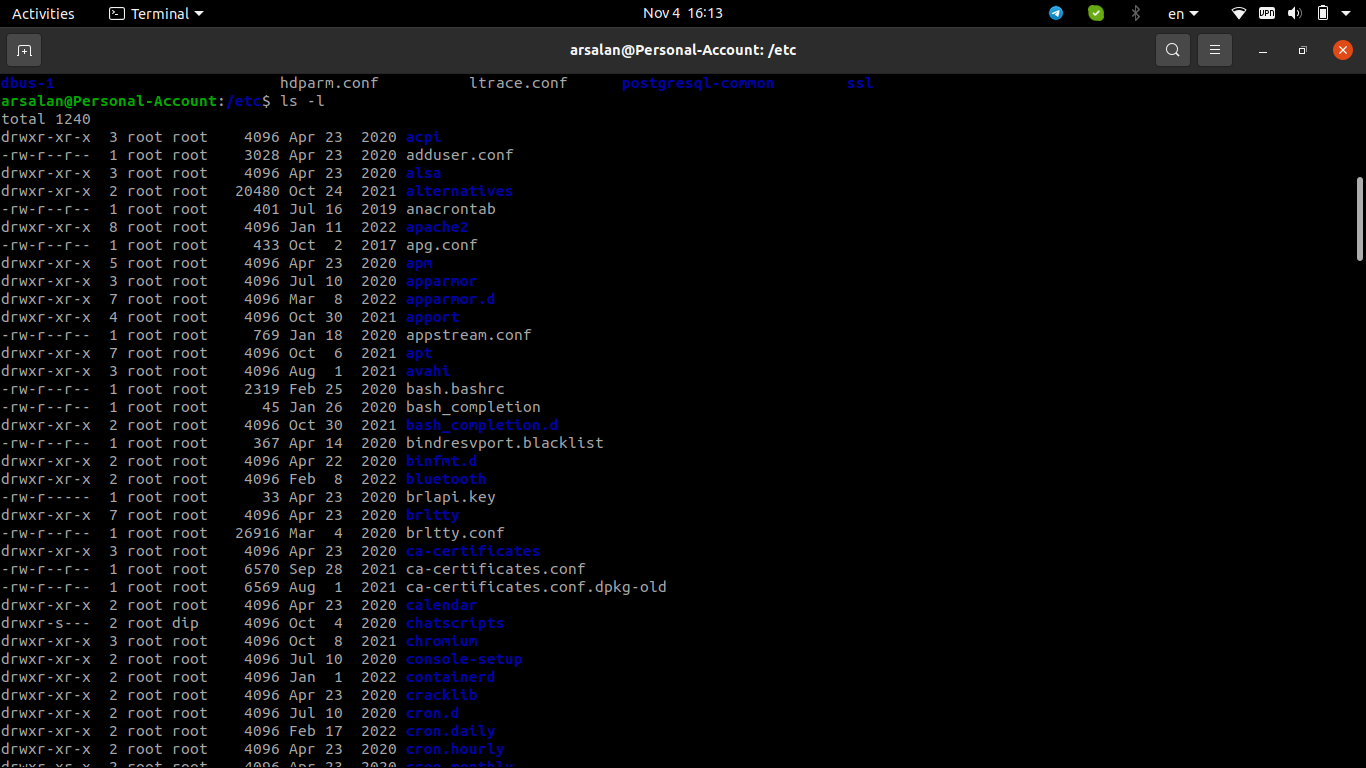 Activities Terminal Nov 4 16:13 en VPN
arsalan@Personal-Account: /etc
dbus-1 hdparm.conf ltrace.conf postgresql-common ssl
arsalan@Personal-Account:/etc$ ls -l
total 1240
drwxr-xr-x 3 root root 4096 Apr 23 2020 acpi
-rw-r--r-- 1 root root 3028 Apr 23 2020 adduser.conf
drwxr-xr-x 3 root root 4096 Apr 23 2020 alsa
drwxr-xr-x 2 root root 20480 Oct 24 2021 alternatives
-rw-r--r-- 1 root root 401 Jul 16 2019 anacrontab
drwxr-xr-x 8 root root 4096 Jan 11 2022 apache2
-rw-r--r-- 1 root root 433 Oct 2 2017 apg.conf
drwxr-xr-x 5 root root 4096 Apr 23 2020 apm
drwxr-xr-x 3 root root 4096 Jul 10 2020 apparmor
drwxr-xr-x 7 root root 4096 Mar 8 2022 apparmor.d
drwxr-xr-x 4 root root 4096 Oct 30 2021 apport
-rw-r--r-- 1 root root 769 Jan 18 2020 appstream.conf
drwxr-xr-x 7 root root 4096 Oct 6 2021 apt
drwxr-xr-x 3 root root 4096 Aug 1 2021 avahi
-rw-r--r-- 1 root root 2319 Feb 25 2020 bash.bashrc
-rw-r--r-- 1 root root 45 Jan 26 2020 bash_completion
drwxr-xr-x 2 root root 4096 Oct 30 2021 bash_completion.d
-rw-r--r-- 1 root root 367 Apr 14 2020 bindresvport.blacklist
drwxr-xr-x 2 root root 4096 Apr 22 2020 binfmt.d
drwxr-xr-x 2 root root 4096 Feb 8 2022 bluetooth
-rw-r----- 1 root root 33 Apr 23 2020 brlapi.key
drwxr-xr-x 7 root root 4096 Apr 23 2020 brltty
-rw-r--r-- 1 root root 26916 Mar 4 2020 brltty.conf
drwxr-xr-x 3 root root 4096 Apr 23 2020 ca-certificates
-rw-r--r-- 1 root root 6570 Sep 28 2021 ca-certificates.conf
-rw-r--r-- 1 root root 6569 Aug 1 2021 ca-certificates.conf.dpkg-old
drwxr-xr-x 2 root root 4096 Apr 23 2020 calendar
drwxr-s--- 2 root dip 4096 Oct 4 2020 chatscripts
drwxr-xr-x 3 root root 4096 Oct 8 2021 chromium
drwxr-xr-x 2 root root 4096 Jul 10 2020 console-setup
drwxr-xr-x 2 root root 4096 Jan 1 2022 containerd
drwxr-xr-x 2 root root 4096 Apr 23 2020 cracklib
drwxr-xr-x 2 root root 4096 Jul 10 2020 cron.d
drwxr-xr-x 2 root root 4096 Feb 17 2022 cron.daily
drwxr-xr-x 2 root root 4096 Apr 23 2020 cron.hourly
drwxr-xr-x 2 root root 4096 Apr 23 2020 cron.monthly